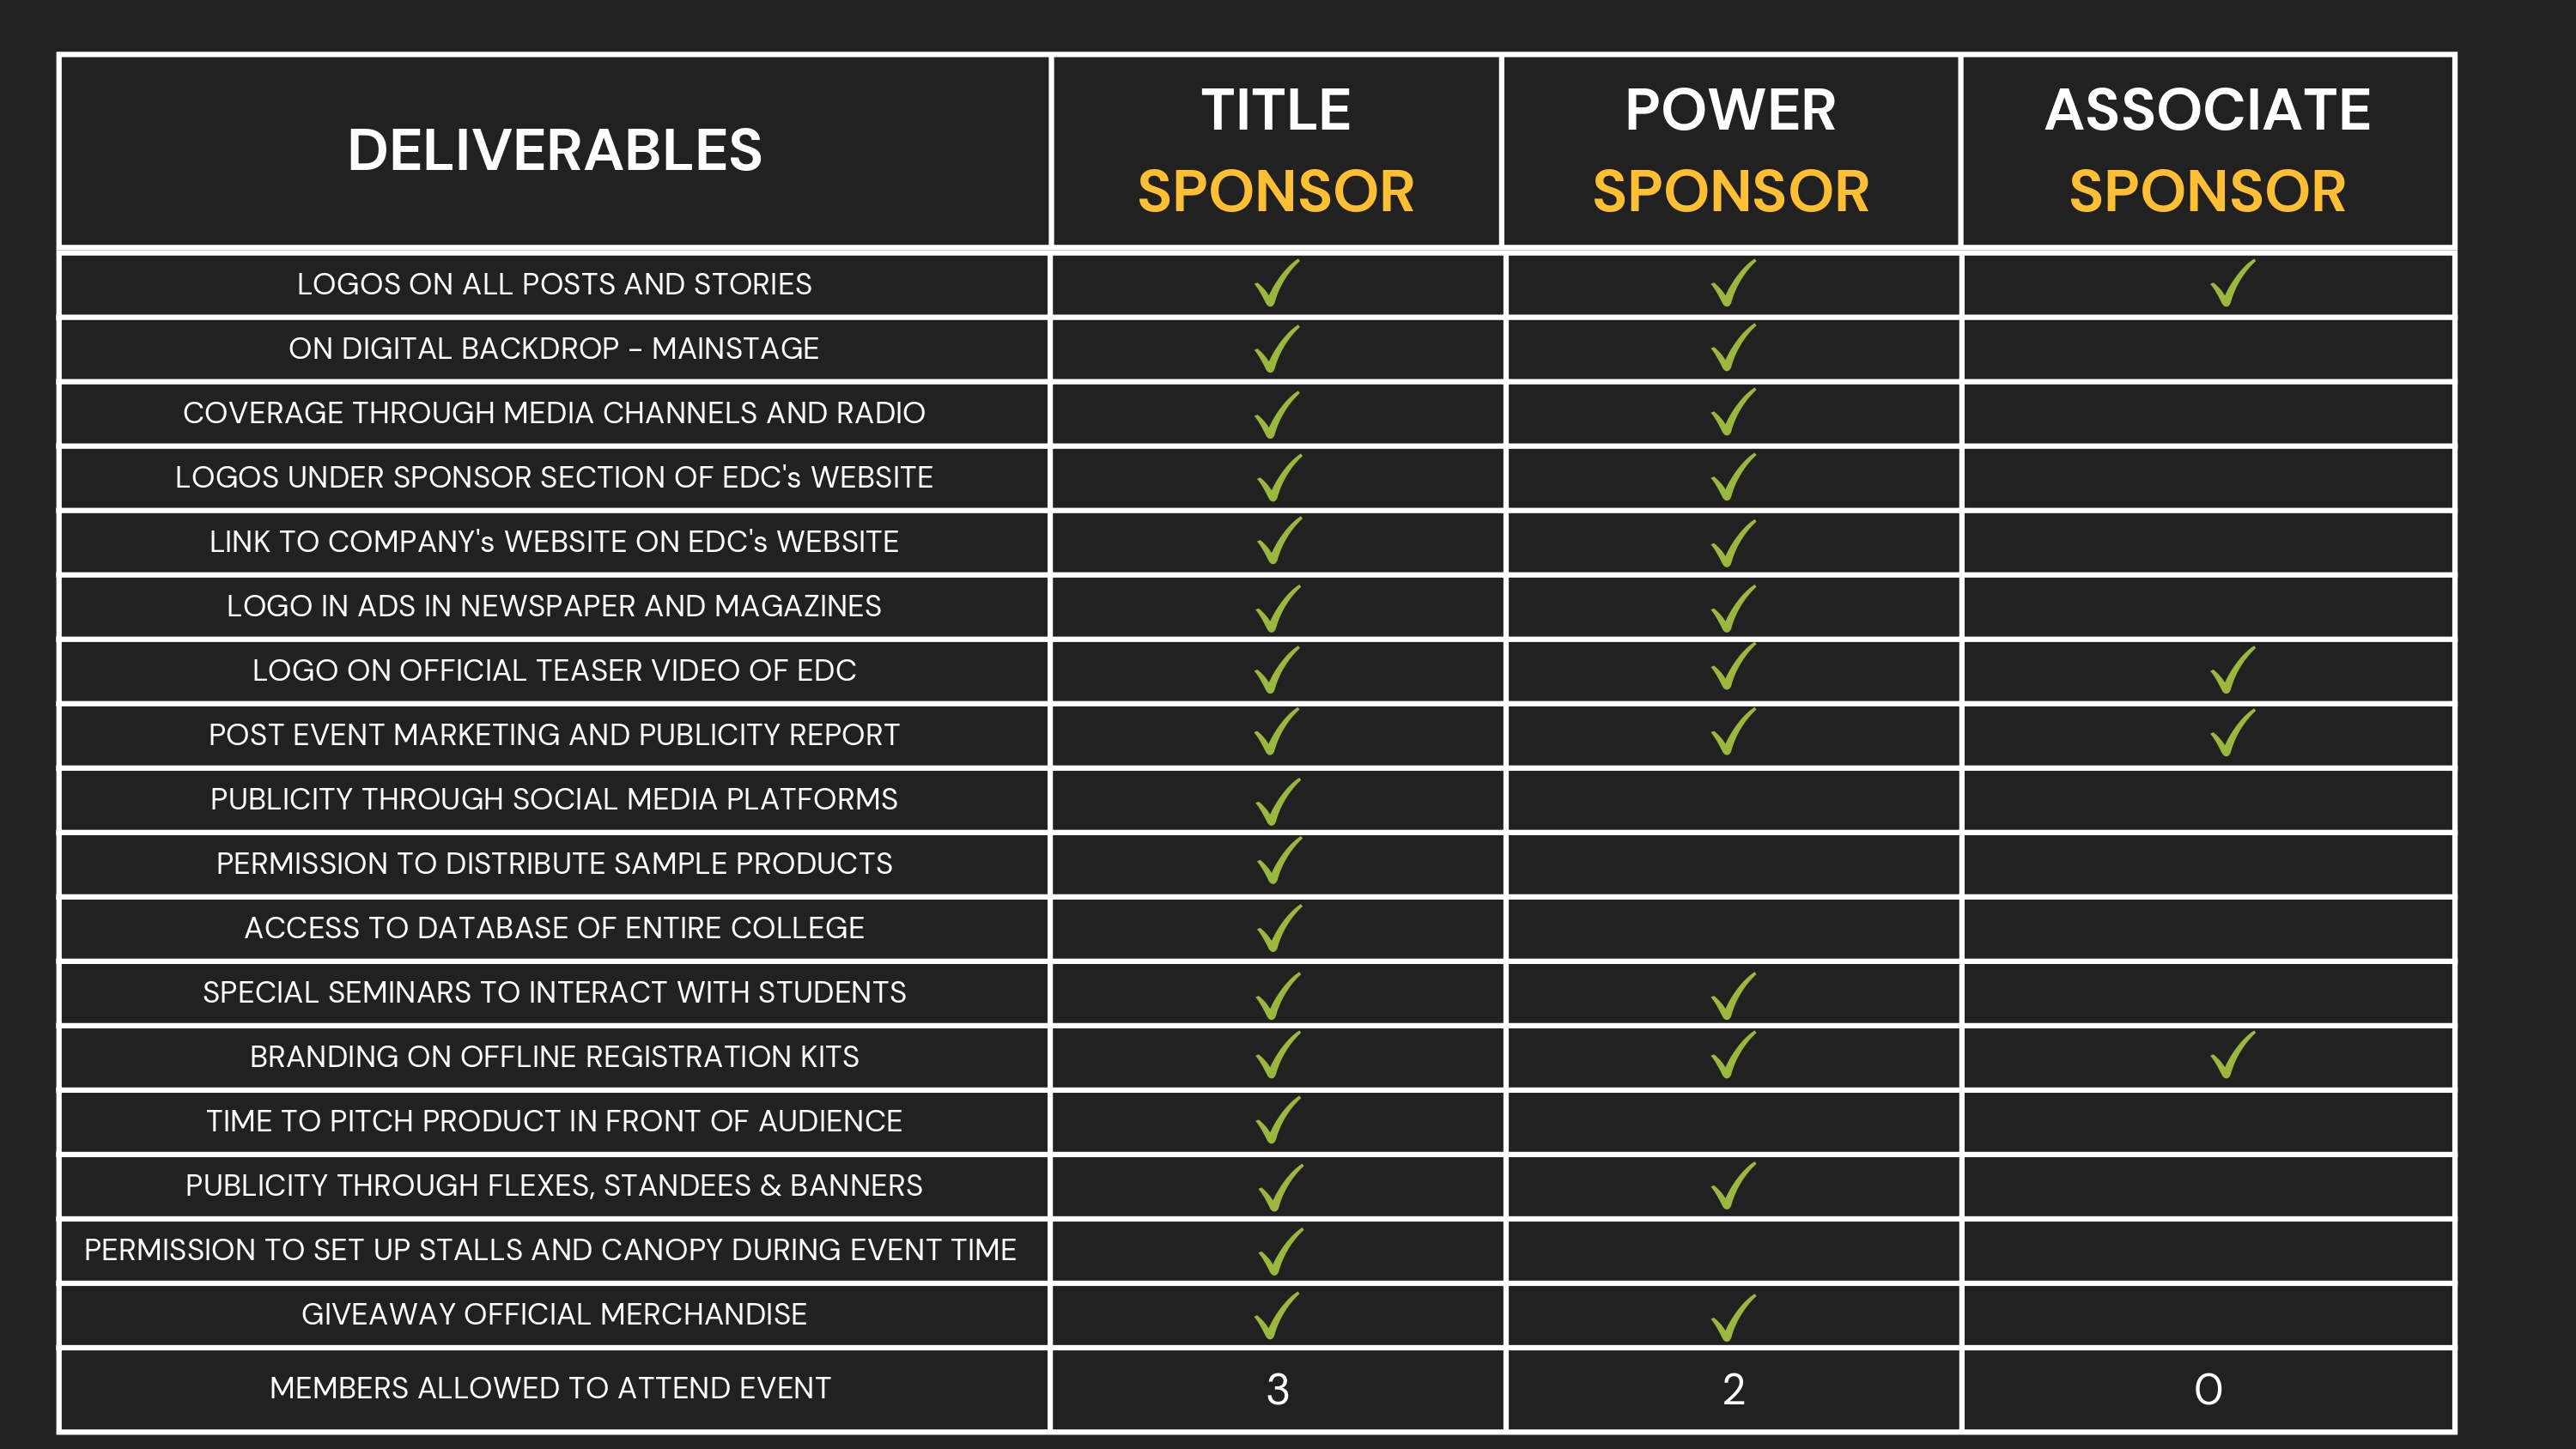 DELIVERABLES
TITLE
SPONSOR
POWER
SPONSOR
ASSOCIATE
SPONSOR
LOGOS ON ALL POSTS AND STORIES ✓ ✓ ✓
ON DIGITAL BACKDROP - MAINSTAGE ✓ ✓
COVERAGE THROUGH MEDIA CHANNELS AND RADIO ✓ ✓
LOGOS UNDER SPONSOR SECTION OF EDC's WEBSITE ✓ ✓
LINK TO COMPANY's WEBSITE ON EDC's WEBSITE ✓ ✓
LOGO IN ADS IN NEWSPAPER AND MAGAZINES ✓ ✓
LOGO ON OFFICIAL TEASER VIDEO OF EDC ✓ ✓ ✓
POST EVENT MARKETING AND PUBLICITY REPORT ✓ ✓ ✓
PUBLICITY THROUGH SOCIAL MEDIA PLATFORMS ✓
PERMISSION TO DISTRIBUTE SAMPLE PRODUCTS ✓
ACCESS TO DATABASE OF ENTIRE COLLEGE ✓
SPECIAL SEMINARS TO INTERACT WITH STUDENTS ✓ ✓
BRANDING ON OFFLINE REGISTRATION KITS ✓ ✓ ✓
TIME TO PITCH PRODUCT IN FRONT OF AUDIENCE ✓
PUBLICITY THROUGH FLEXES, STANDEES & BANNERS ✓ ✓
PERMISSION TO SET UP STALLS AND CANOPY DURING EVENT TIME ✓
GIVEAWAY OFFICIAL MERCHANDISE ✓ ✓
MEMBERS ALLOWED TO ATTEND EVENT 3 2 0